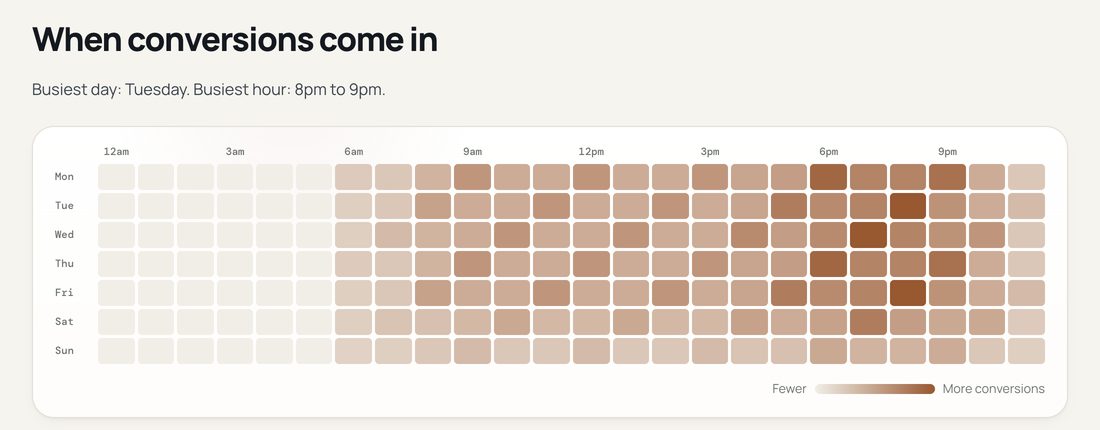 When conversions come in
Busiest day: Tuesday. Busiest hour: 8pm to 9pm.
12am 3am 6am 9am 12pm 3pm 6pm 9pm
Mon
Tue
Wed
Thu
Fri
Sat
Sun
Fewer More conversions